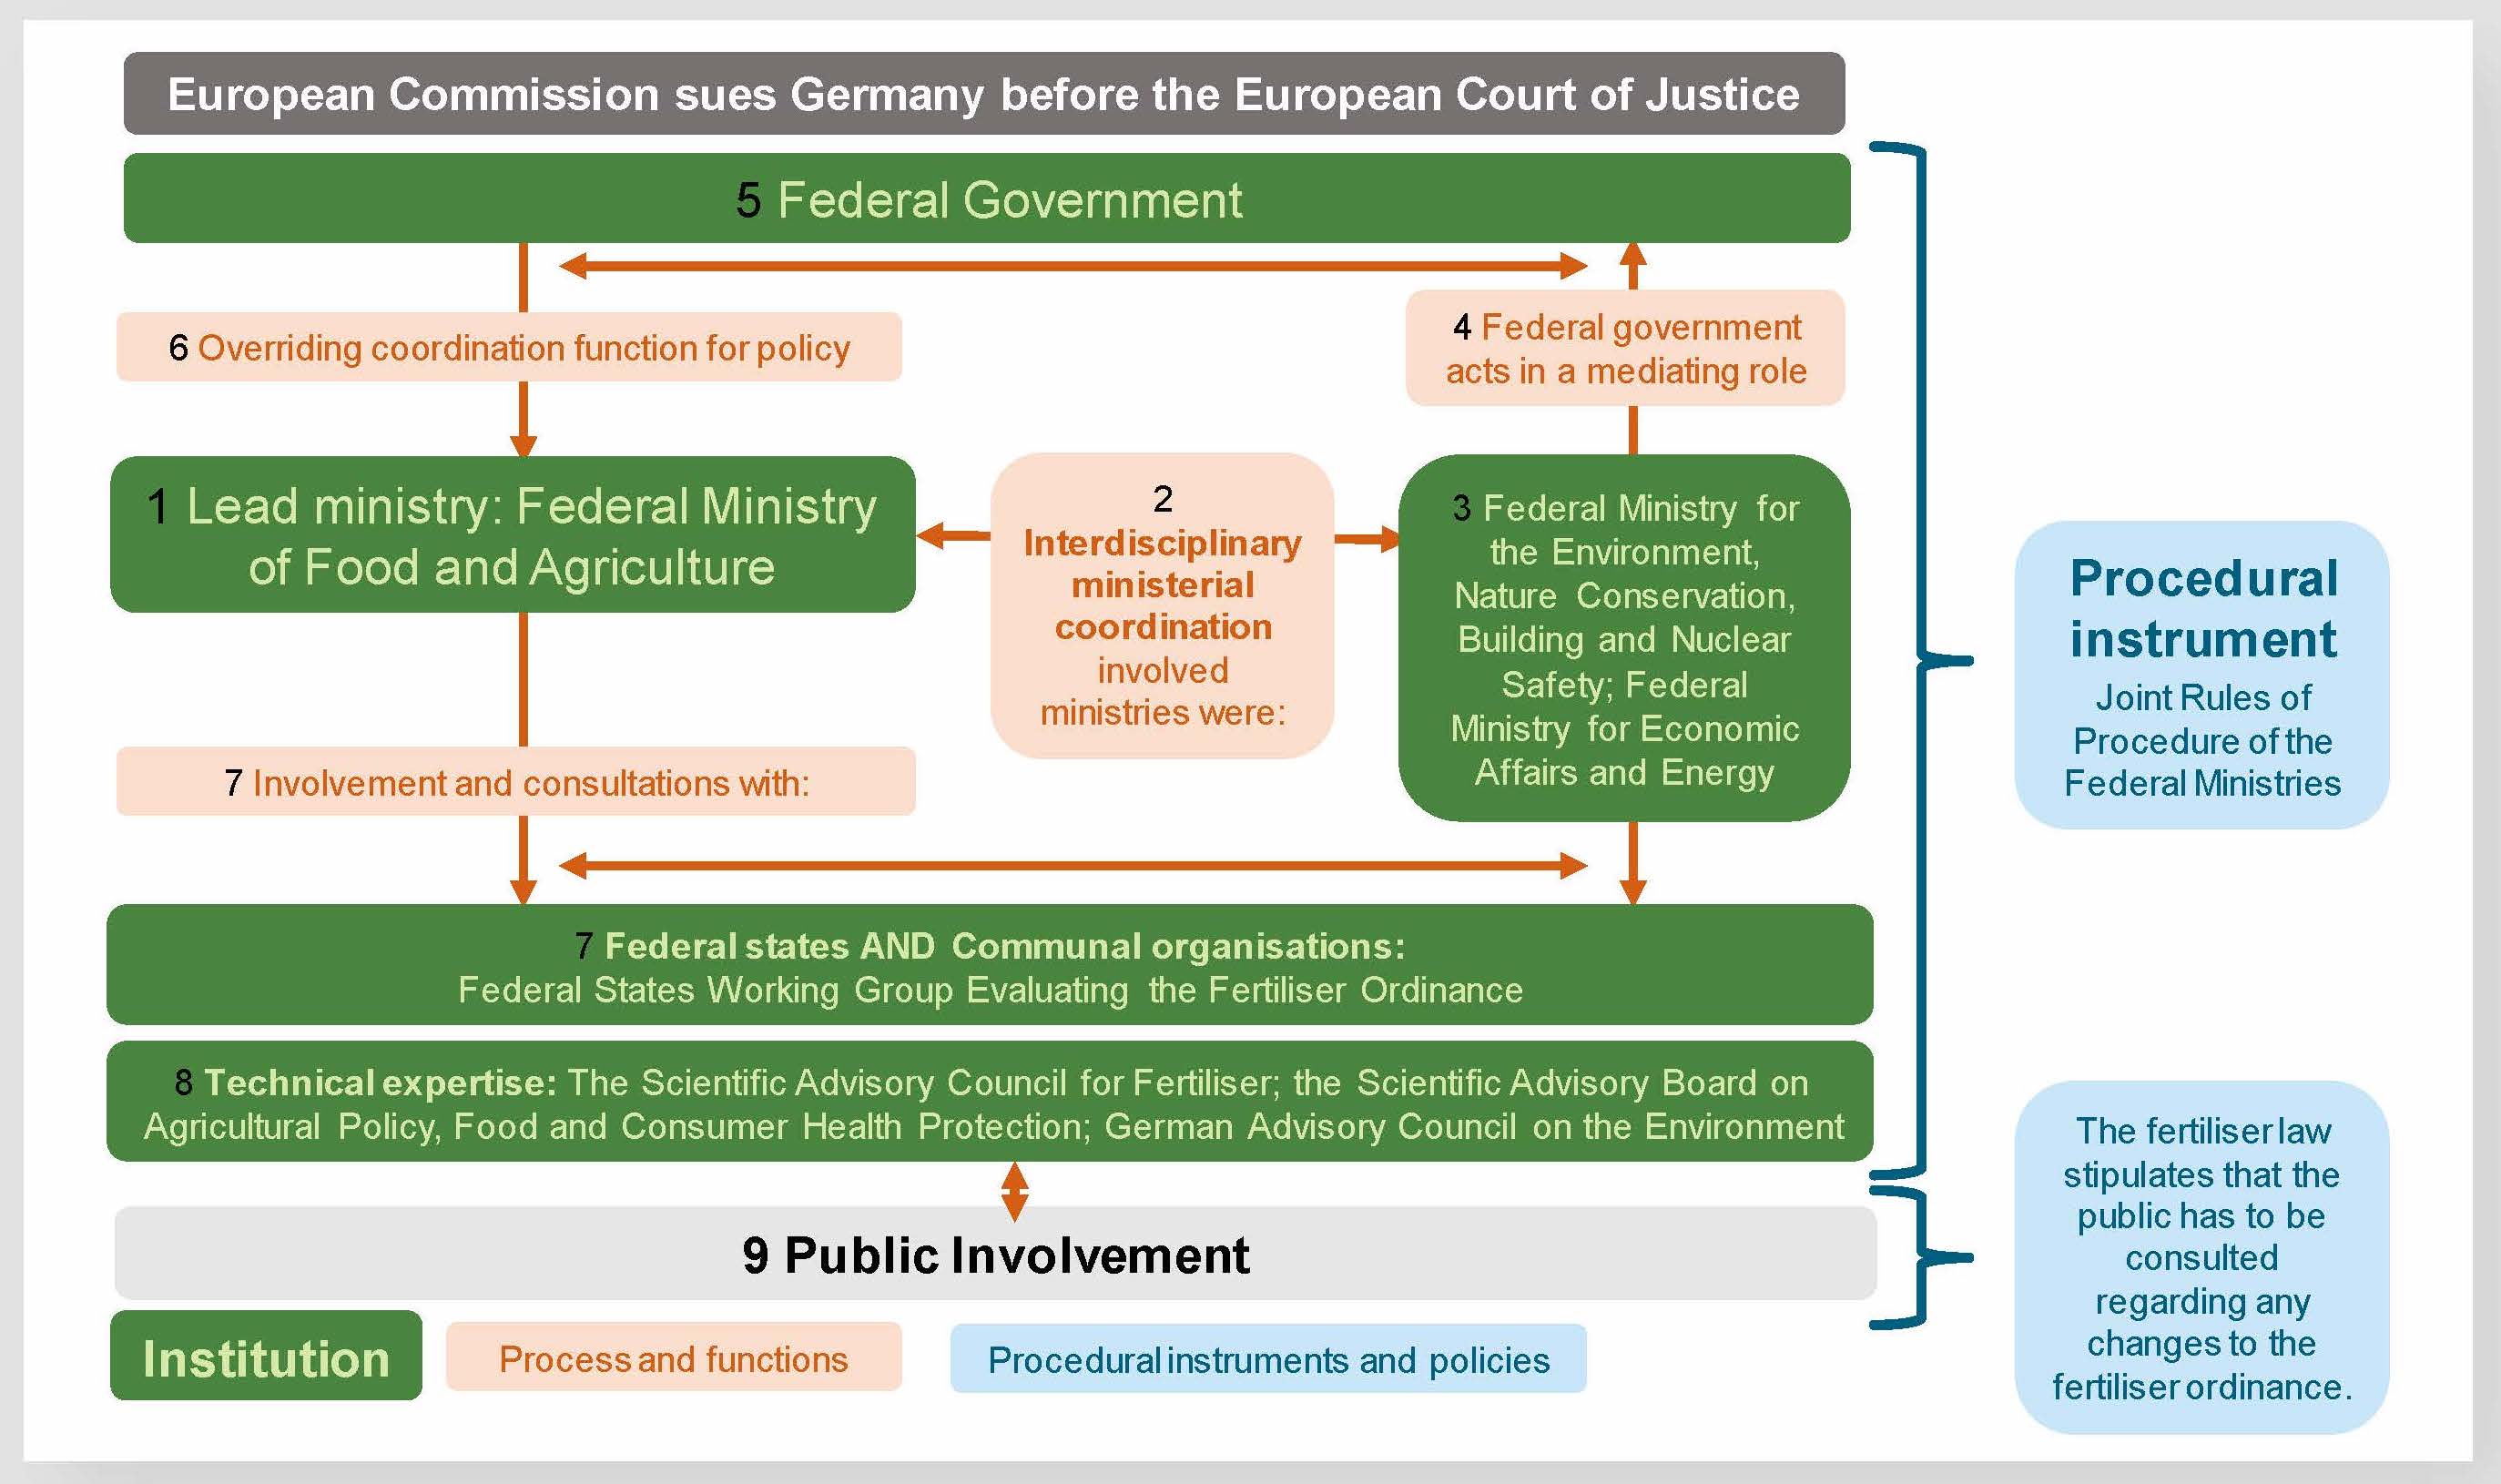 European Commission sues Germany before the European Court of Justice
5 Federal Government
6 Overriding coordination function for policy
4 Federal government
acts in a mediating role
1 Lead ministry: Federal Ministry
of Food and Agriculture
2
Interdisciplinary
ministerial
coordination
involved
ministries were:
3 Federal Ministry for
the Environment,
Nature Conservation,
Building and Nuclear
Safety; Federal
Ministry for Economic
Affairs and Energy
7 Involvement and consultations with:
7 Federal states AND Communal organisations:
Federal States Working Group Evaluating the Fertiliser Ordinance
8 Technical expertise: The Scientific Advisory Council for Fertiliser; the Scientific Advisory Board on
Agricultural Policy, Food and Consumer Health Protection; German Advisory Council on the Environment
9 Public Involvement
Institution
Process and functions
Procedural instruments and policies
Procedural
instrument
Joint Rules of
Procedure of the
Federal Ministries
The fertiliser law
stipulates that the
public has to be
consulted
regarding any
changes to the
fertiliser ordinance.